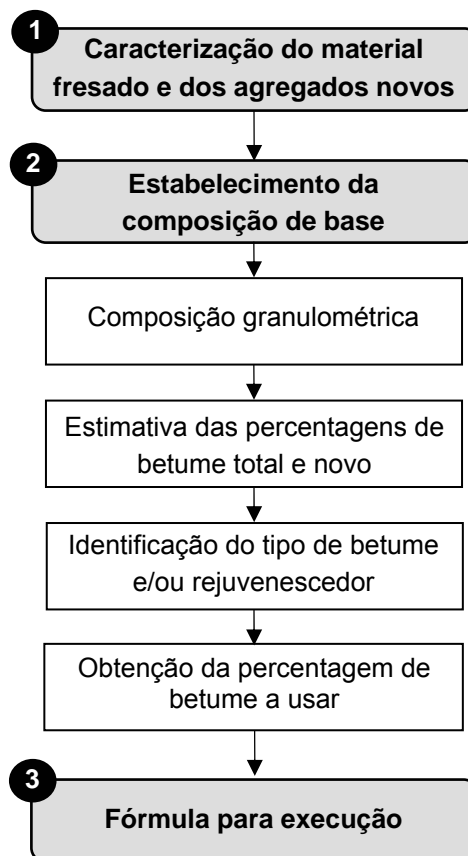 1
Caracterização do material
fresado e dos agregados novos
2
Estabelecimento da
composição de base
Composição granulométrica
Estimativa das percentagens de
betume total e novo
Identificação do tipo de betume
e/ou rejuvenescedor
Obtenção da percentagem de
betume a usar
3
Fórmula para execução